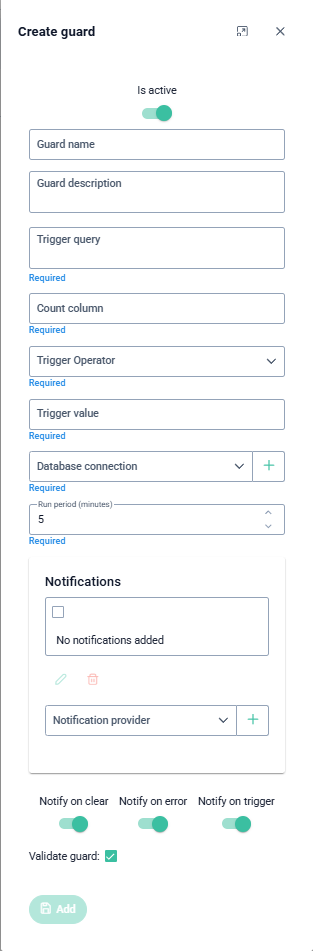 Create guard
Is active
Guard name
Guard description
Trigger query
Required
Count column
Required
Trigger Operator
Required
Trigger value
Required
Database connection
Required
Run period (minutes)
5
Required
Notifications
No notifications added
Notification provider
Notify on clear Notify on error Notify on trigger
Validate guard:
Add